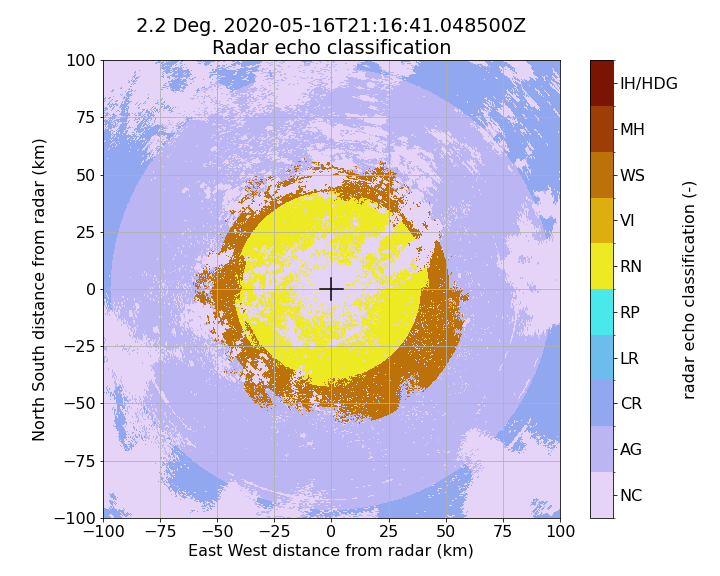 2.2 Deg. 2020-05-16T21:16:41.048500Z
Radar echo classification
100
75
50
25
0
−25
−50
−75
−100
North South distance from radar (km)
−100 −75 −50 −25 0 25 50 75 100
East West distance from radar (km)
IH/HDG
MH
WS
VI
RN
RP
LR
CR
AG
NC
radar echo classification (-)